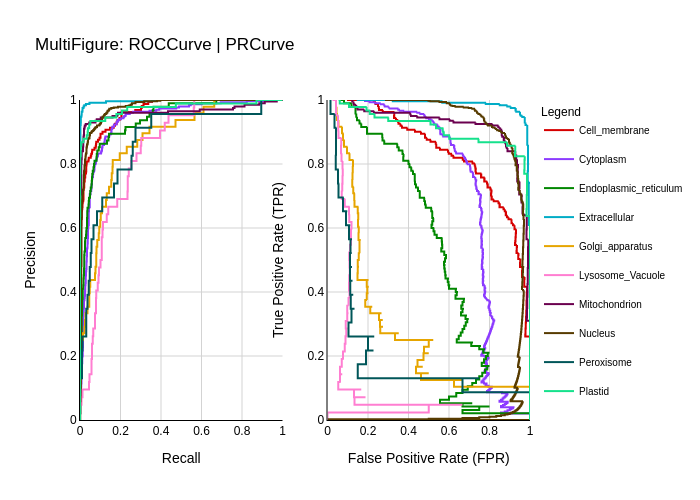 MultiFigure: ROCCurve | PRCurve
Precision
1
0.8
0.6
0.4
0.2
0
0
0.2
0.4
0.6
0.8
1
Recall
True Positive Rate (TPR)
1
0.8
0.6
0.4
0.2
0
0
0.2
0.4
0.6
0.8
1
False Positive Rate (FPR)
Legend
Cell_membrane
Cytoplasm
Endoplasmic_reticulum
Extracellular
Golgi_apparatus
Lysosome_Vacuole
Mitochondrion
Nucleus
Peroxisome
Plastid